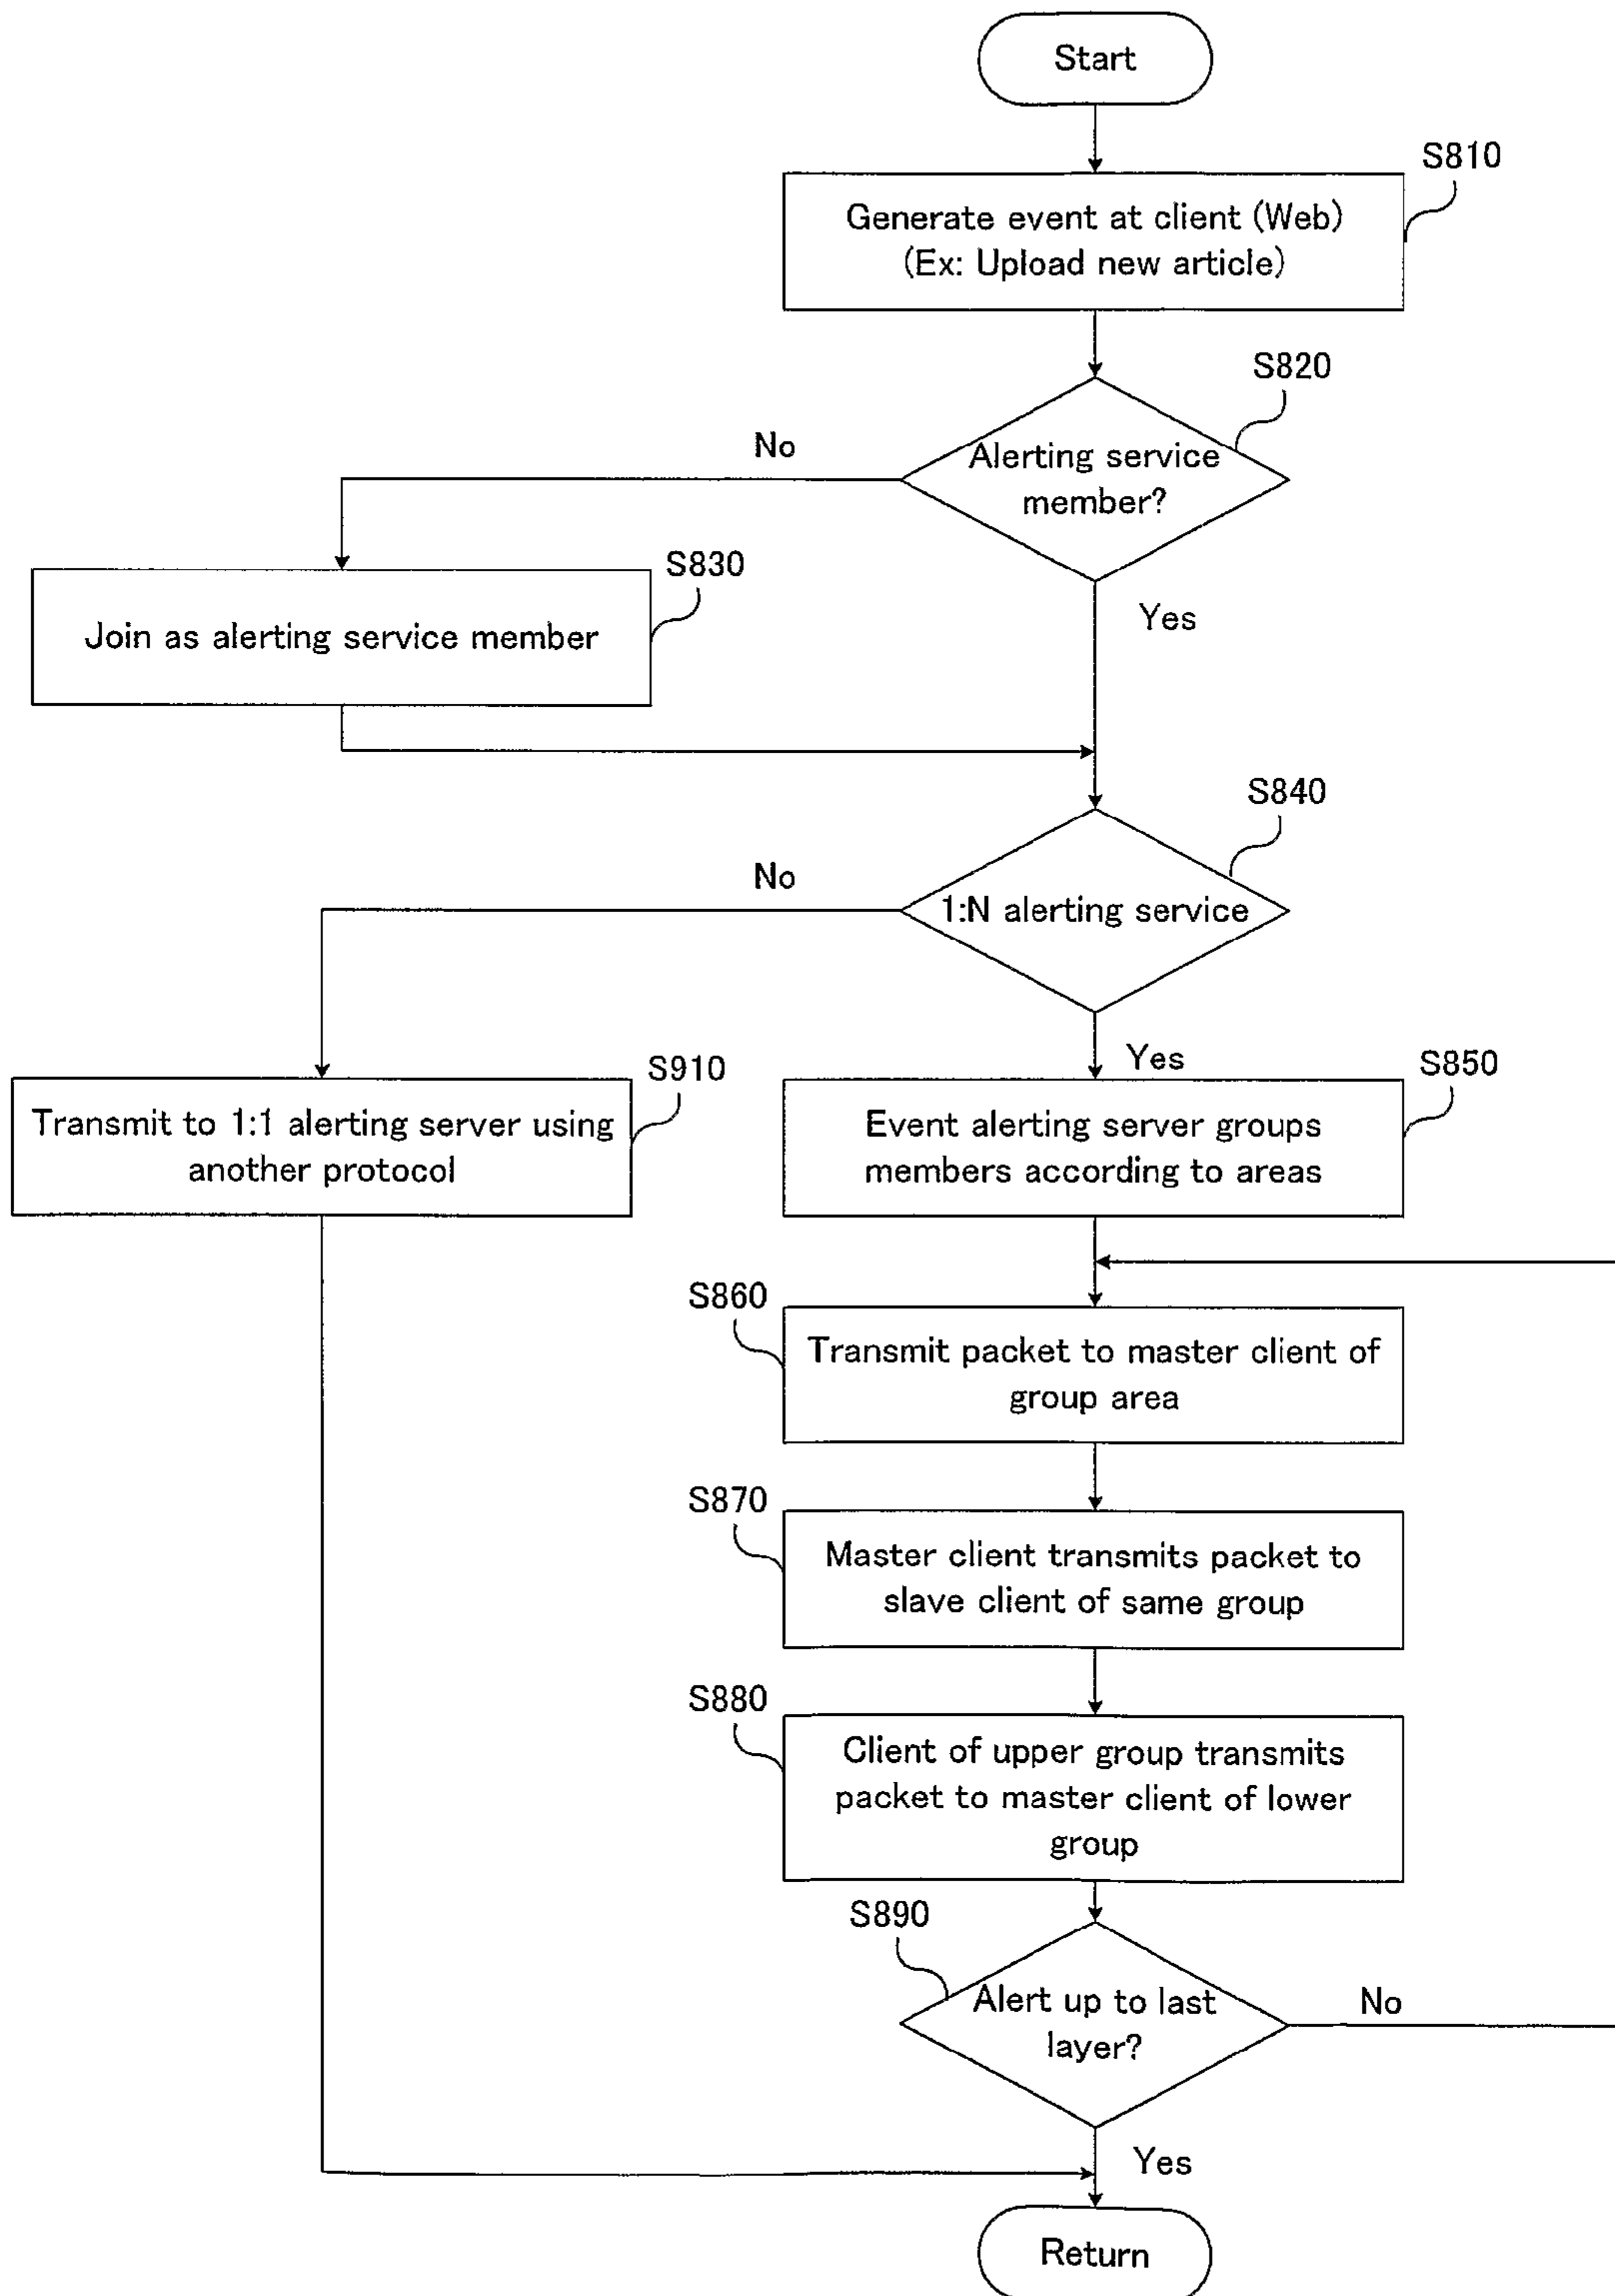 Start
S810
Generate event at client (Web)
(Ex: Upload new article)
S820
No
Alerting service
member?
S830
Yes
Join as alerting service member
S840
No
1:N alerting service
Yes
S910
S850
Transmit to 1:1 alerting server using
another protocol
Event alerting server groups
members according to areas
S860
Transmit packet to master client of
group area
S870
Master client transmits packet to
slave client of same group
S880
Client of upper group transmits
packet to master client of lower
group
S890
Alert up to last
layer?
No
Yes
Return